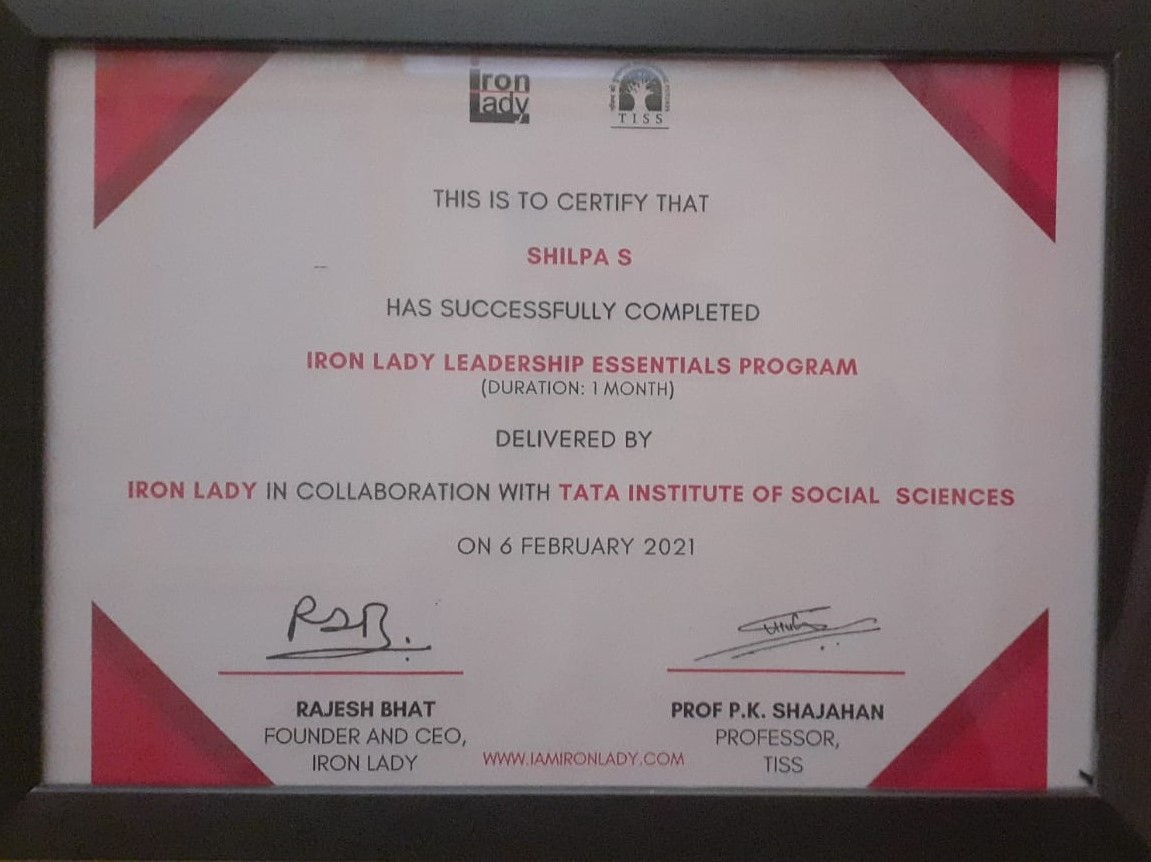 iron
lady
TISS
THIS IS TO CERTIFY THAT
SHILPA S
HAS SUCCESSFULLY COMPLETED
IRON LADY LEADERSHIP ESSENTIALS PROGRAM
(DURATION: 1 MONTH)
DELIVERED BY
IRON LADY IN COLLABORATION WITH TATA INSTITUTE OF SOCIAL SCIENCES
ON 6 FEBRUARY 2021
RAJESH BHAT
FOUNDER AND CEO,
IRON LADY
WWW.IAMIRONLADY.COM
PROF P.K. SHAJAHAN
PROFESSOR,
TISS